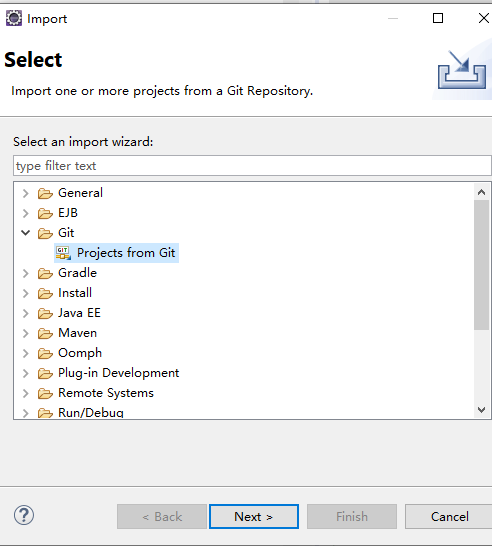 Import
Select
Import one or more projects from a Git Repository.
Select an import wizard:
type filter text
General
EJB
Git
GIT Projects from Git
Gradle
Install
Java EE
Maven
Oomph
Plug-in Development
Remote Systems
Run/Debug
? < Back Next > Finish Cancel